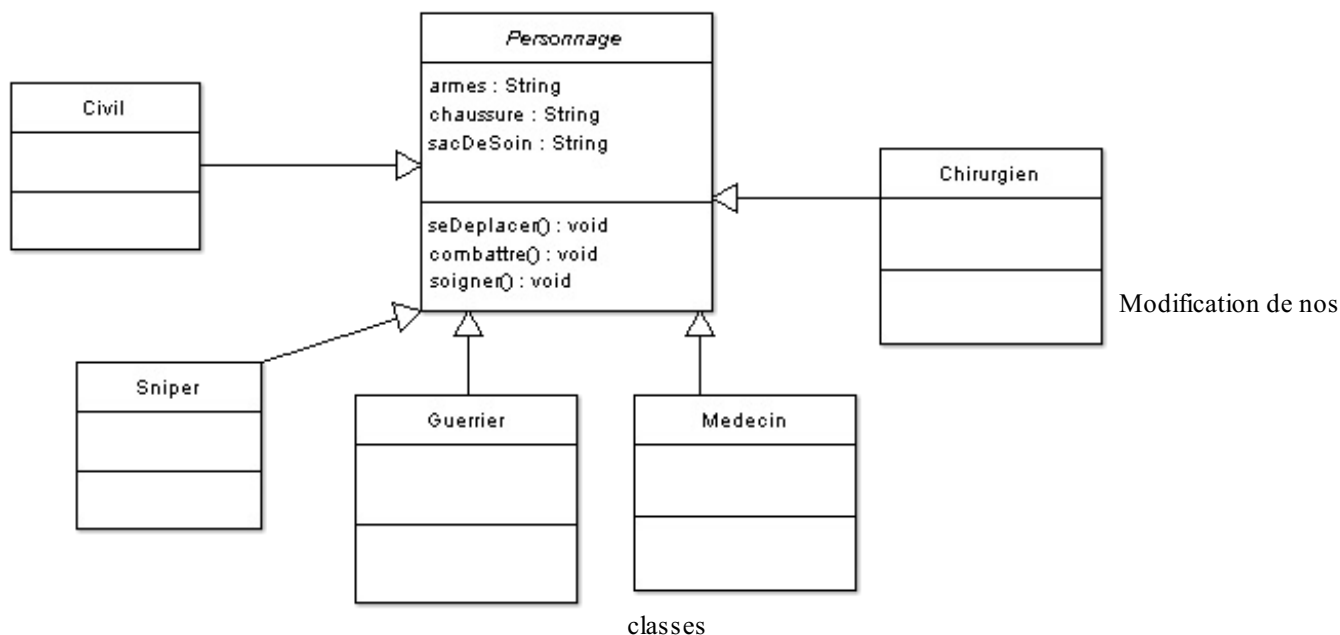 Personnage
armes : String
chaussure : String
sacDeSoin : String
seDeplacer() : void
combattre() : void
soigner() : void
Civil
Chirurgien
Sniper
Guerrier
Medecin
Modification de nos
classes